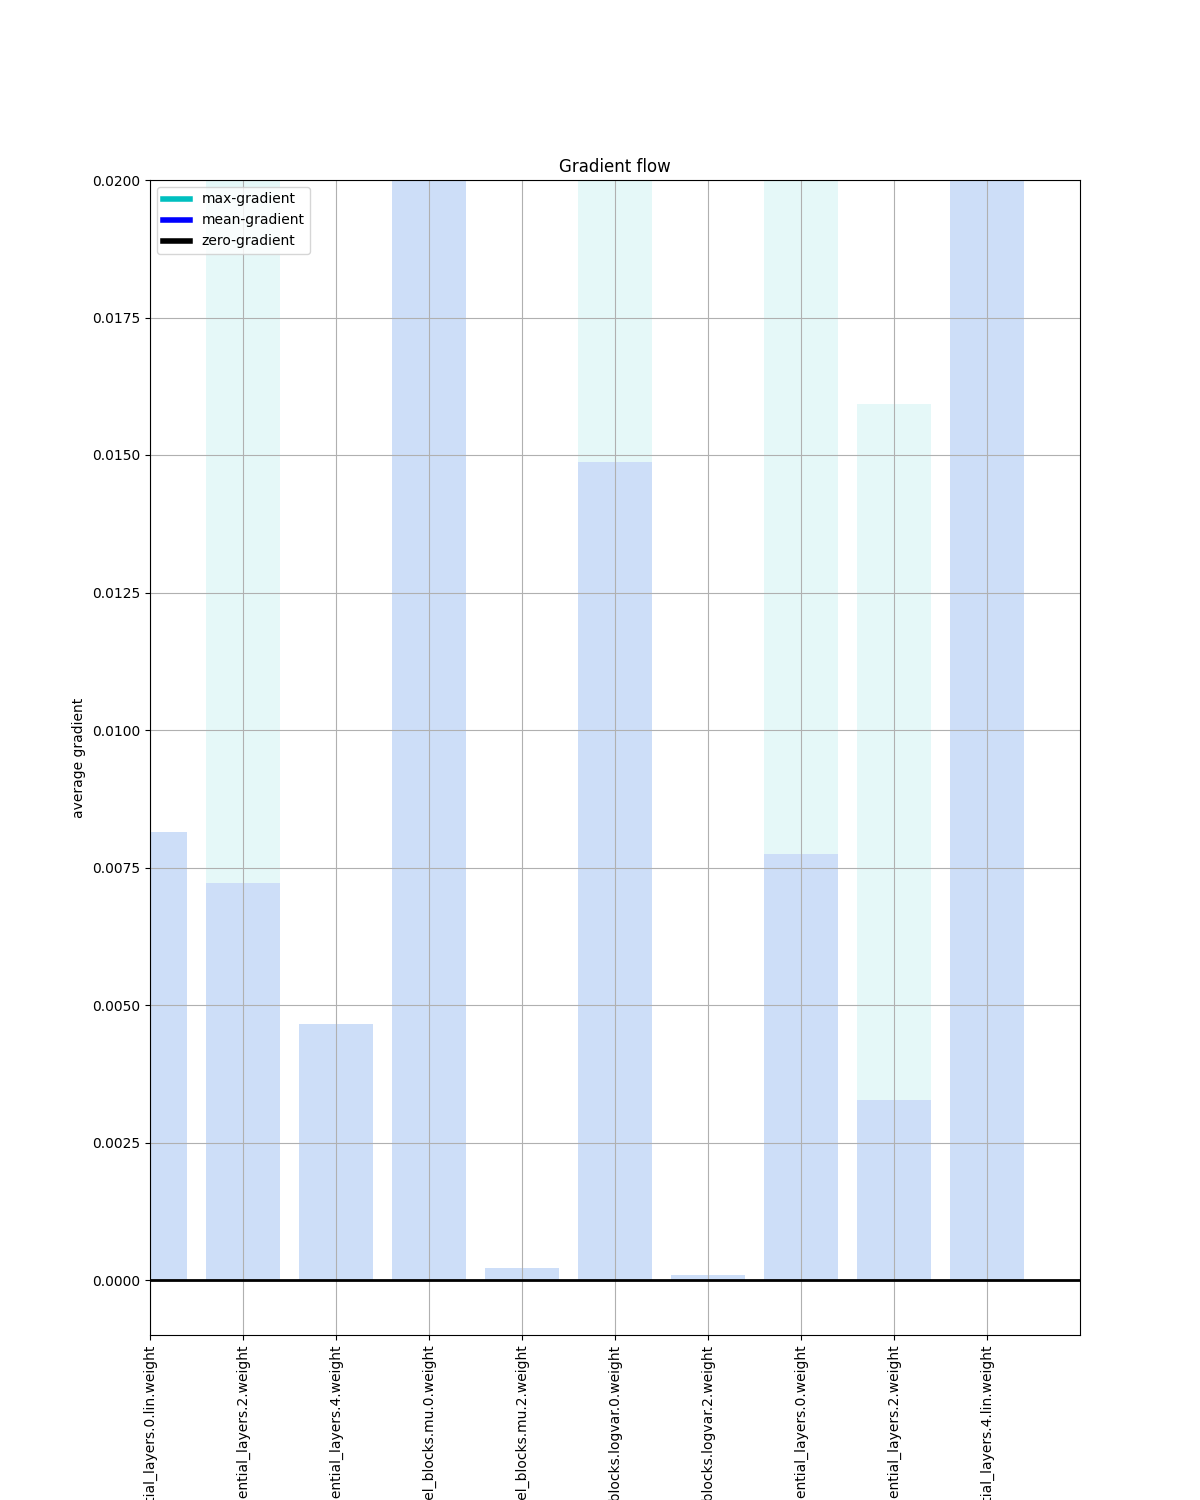 Gradient flow
max-gradient
mean-gradient
zero-gradient
0.0200
0.0175
0.0150
0.0125
0.0100
0.0075
0.0050
0.0025
0.0000
average gradient
tial_layers.0.lin.weight
ential_layers.2.weight
ential_layers.4.weight
el_blocks.mu.0.weight
el_blocks.mu.2.weight
blocks.logvar.0.weight
blocks.logvar.2.weight
ential_layers.0.weight
ential_layers.2.weight
tial_layers.4.lin.weight